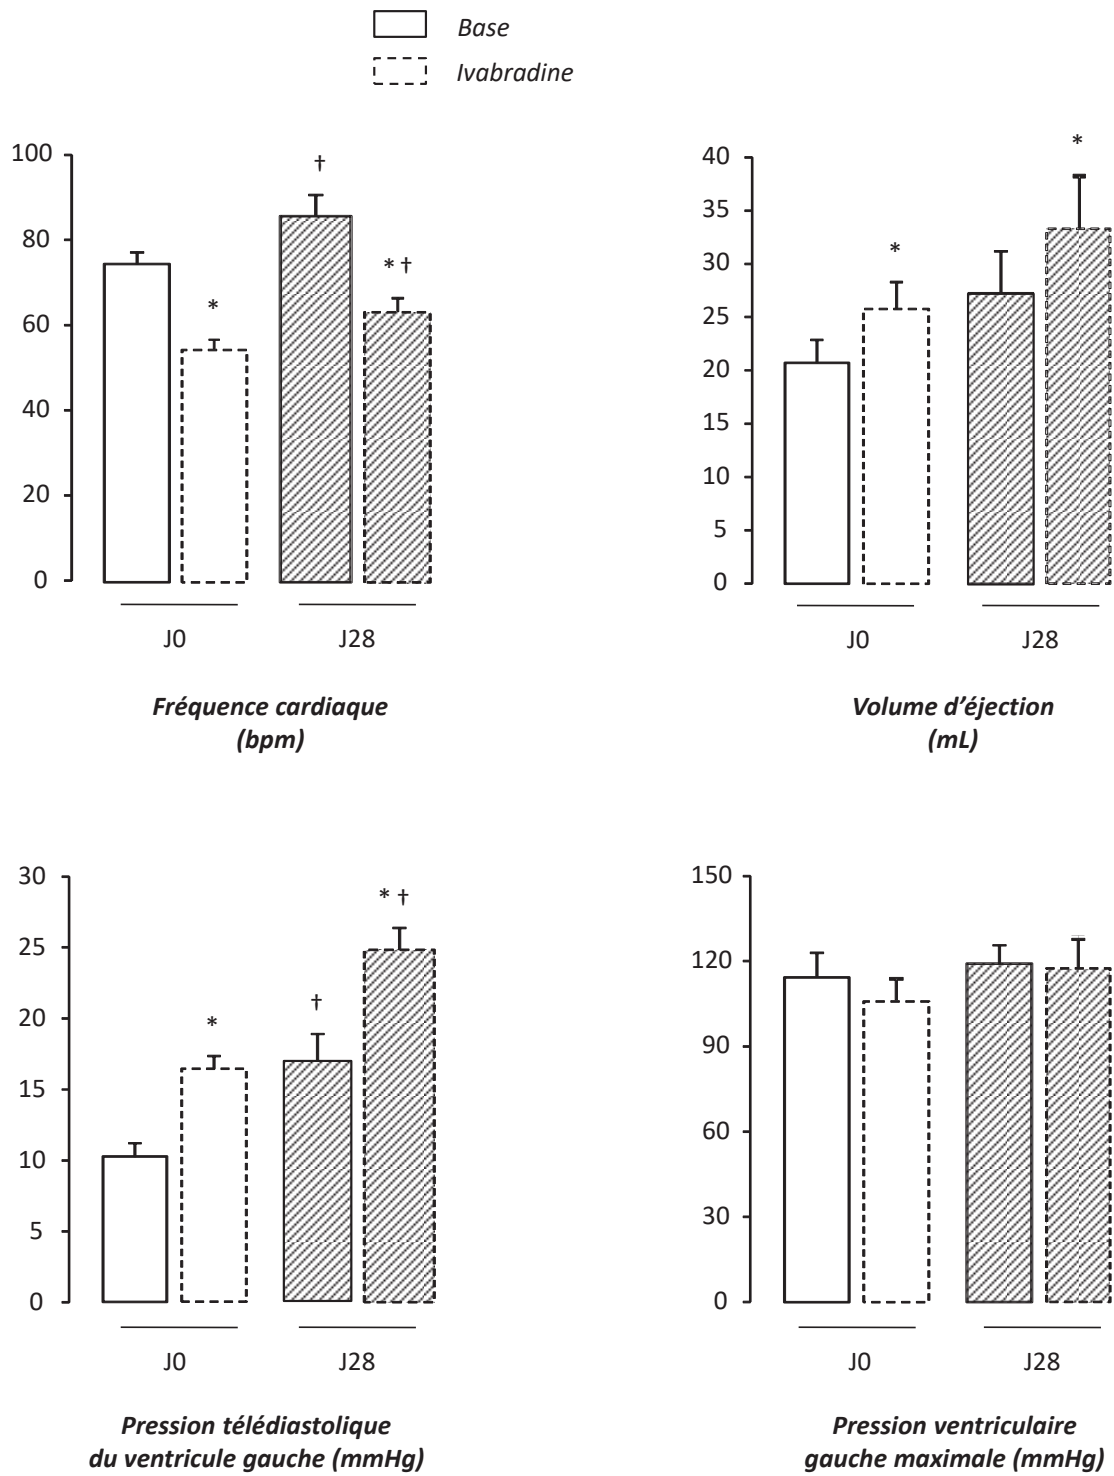 Base
Ivabradine
100
80
60
40
20
0
†
*
* †
J0
J28
Fréquence cardiaque
(bpm)
40
35
30
25
20
15
10
5
0
*
*
J0
J28
Volume d'éjection
(mL)
30
25
20
15
10
5
0
*
†
* †
J0
J28
Pression télédiastolique
du ventricule gauche (mmHg)
150
120
90
60
30
0
J0
J28
Pression ventriculaire
gauche maximale (mmHg)